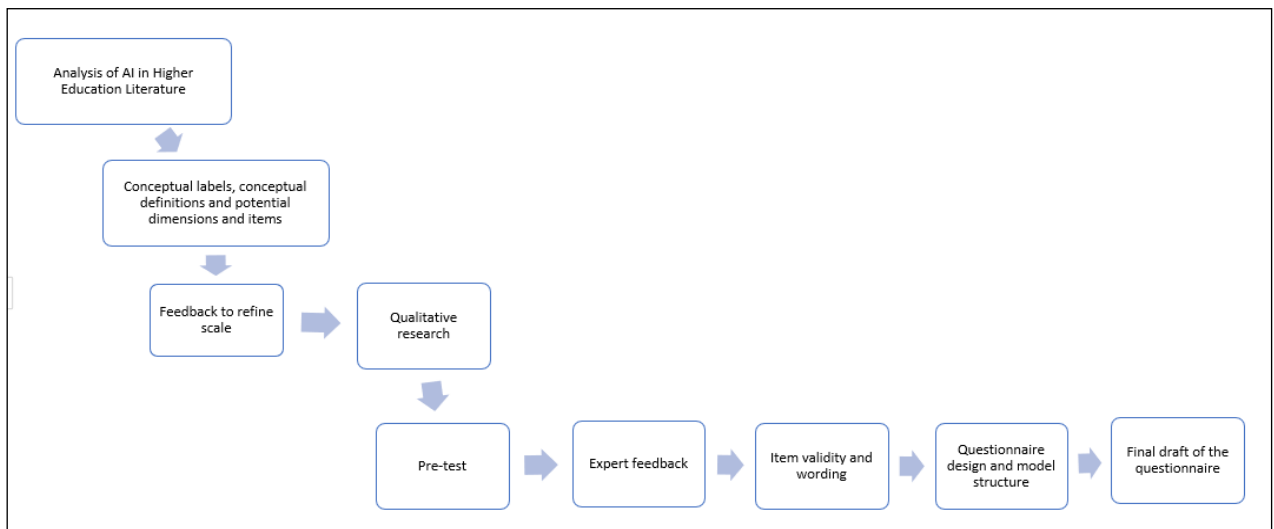 Analysis of AI in Higher
Education Literature
Conceptual labels, conceptual
definitions and potential
dimensions and items
Feedback to refine
scale
Qualitative
research
Pre-test
Expert feedback
Item validity and
wording
Questionnaire
design and model
structure
Final draft of the
questionnaire